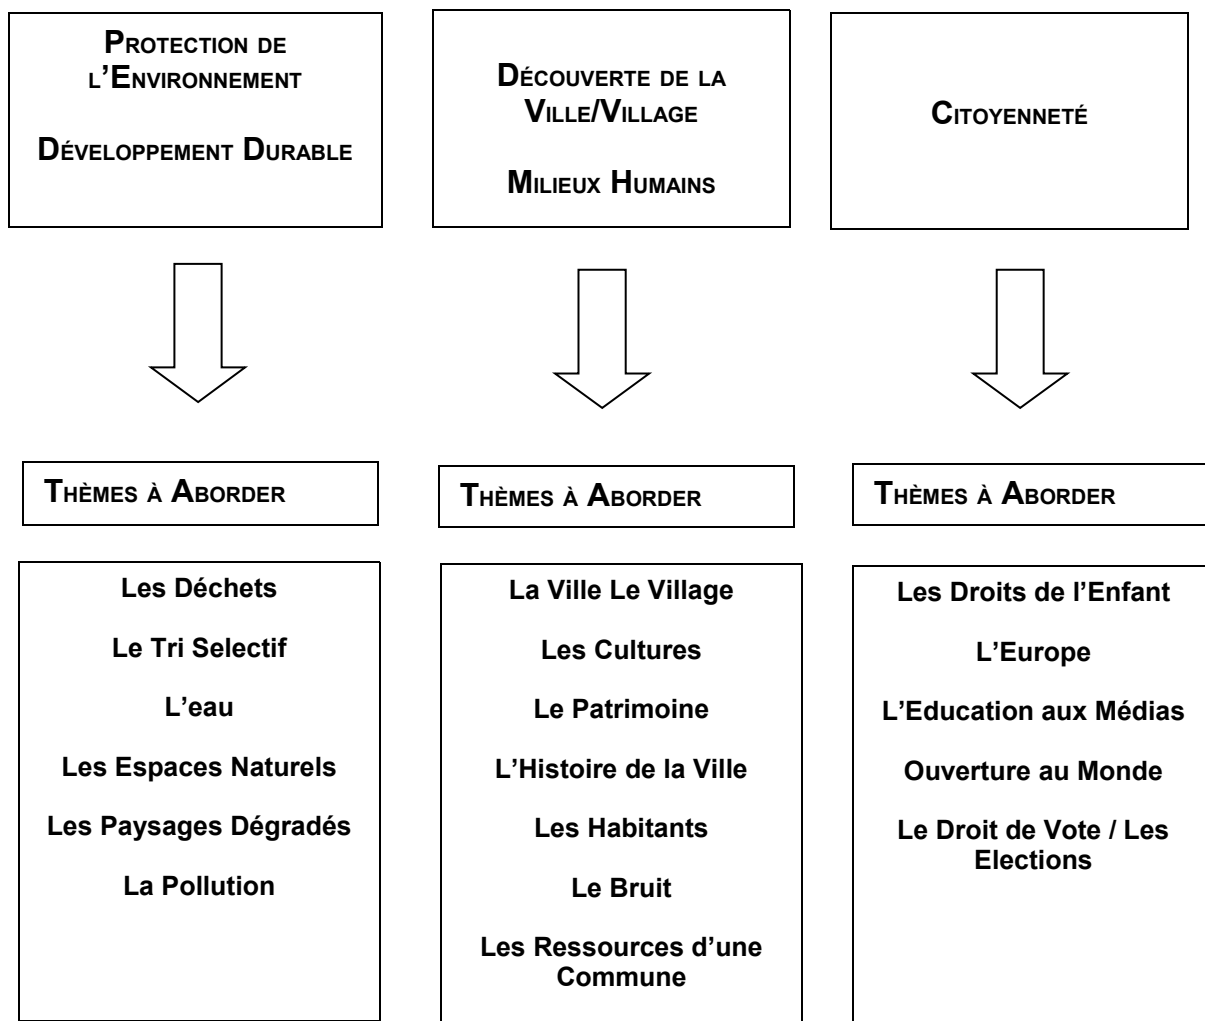 Protection de
l'Environnement
Développement Durable
Découverte de la
Ville/Village
Milieux Humains
Citoyenneté
Thèmes à Aborder
Thèmes à Aborder
Thèmes à Aborder
Les Déchets
Le Tri Selectif
L'eau
Les Espaces Naturels
Les Paysages Dégradés
La Pollution
La Ville Le Village
Les Cultures
Le Patrimoine
L'Histoire de la Ville
Les Habitants
Le Bruit
Les Ressources d'une
Commune
Les Droits de l'Enfant
L'Europe
L'Education aux Médias
Ouverture au Monde
Le Droit de Vote / Les
Elections